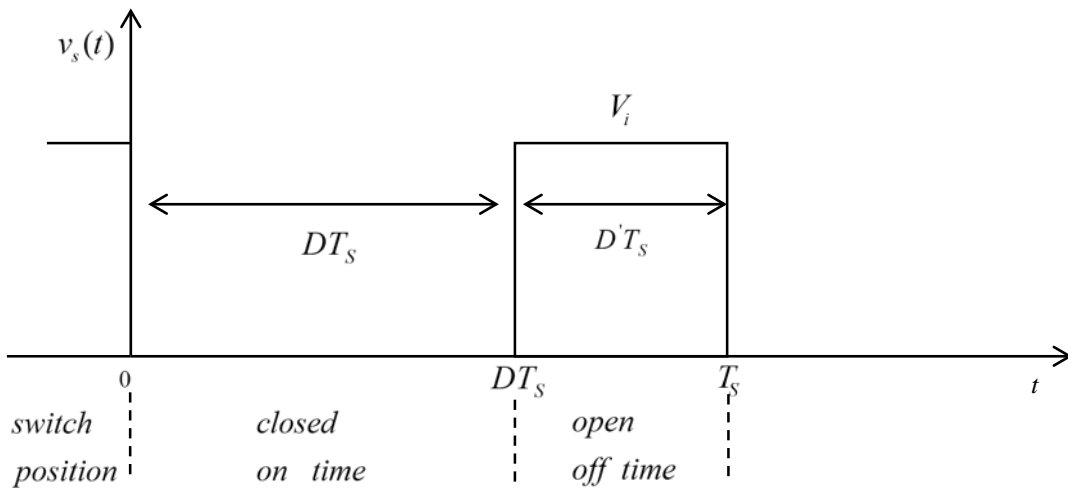 v_s(t)
V_i
DT_S
D'T_S
0
DT_S
T_S
t
switch closed open
position on time off time